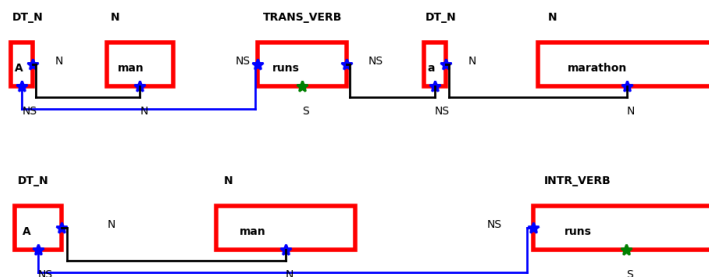 DT_N N TRANS_VERB DT_N N
A N man NS runs NS a N marathon
NS N S NS N
DT_N N INTR_VERB
A N man NS runs
NS N S